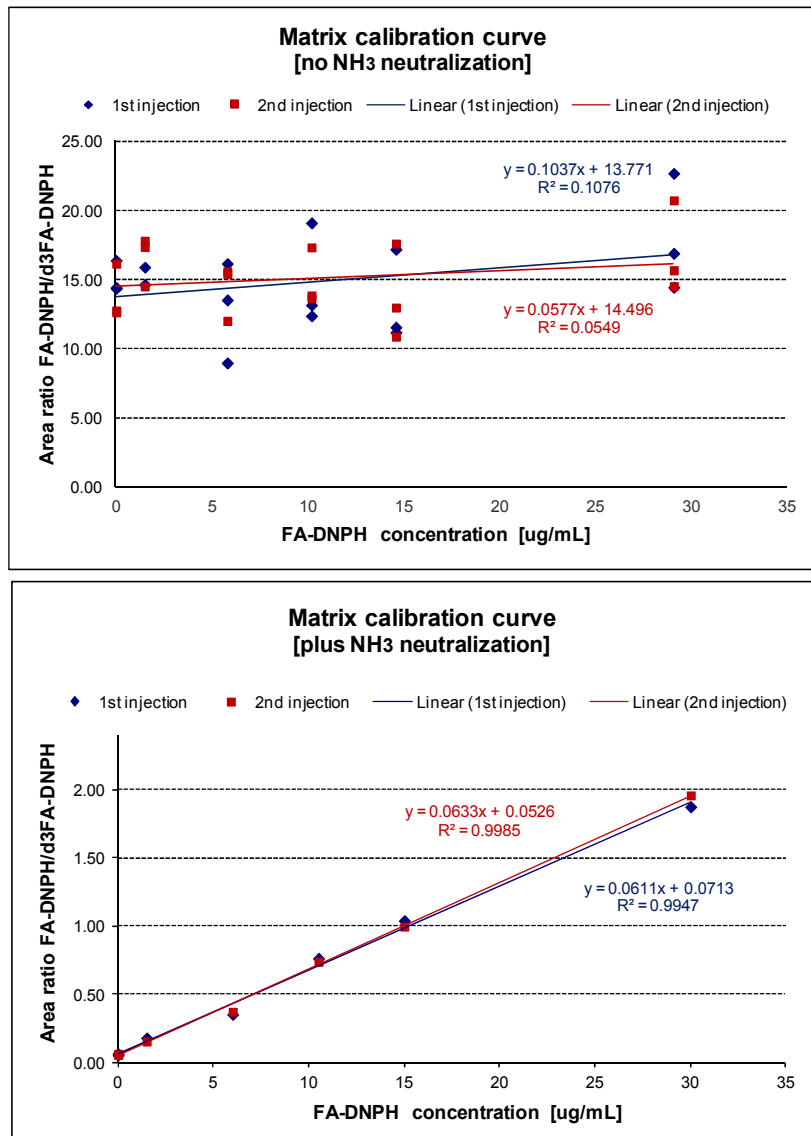 Matrix calibration curve
[no NH3 neutralization]
1st injection 2nd injection Linear (1st injection) Linear (2nd injection)
25.00
20.00
15.00
10.00
5.00
0.00
Area ratio FA-DNPH/d3FA-DNPH
y = 0.1037x + 13.771
R² = 0.1076
y = 0.0577x + 14.496
R² = 0.0549
0 5 10 15 20 25 30 35
FA-DNPH concentration [ug/mL]
Matrix calibration curve
[plus NH3 neutralization]
1st injection 2nd injection Linear (1st injection) Linear (2nd injection)
2.00
1.50
1.00
0.50
0.00
Area ratio FA-DNPH/d3FA-DNPH
y = 0.0633x + 0.0526
R² = 0.9985
y = 0.0611x + 0.0713
R² = 0.9947
0 5 10 15 20 25 30 35
FA-DNPH concentration [ug/mL]